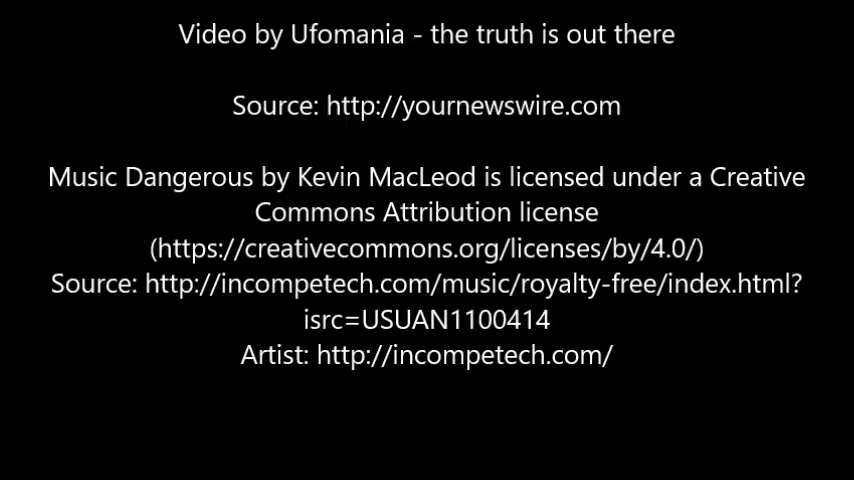 Video by Ufomania - the truth is out there
Source: http://yournewswire.com
Music Dangerous by Kevin MacLeod is licensed under a Creative
Commons Attribution license
(https://creativecommons.org/licenses/by/4.0/)
Source: http://incompetech.com/music/royalty-free/index.html?
isrc=USUAN1100414
Artist: http://incompetech.com/